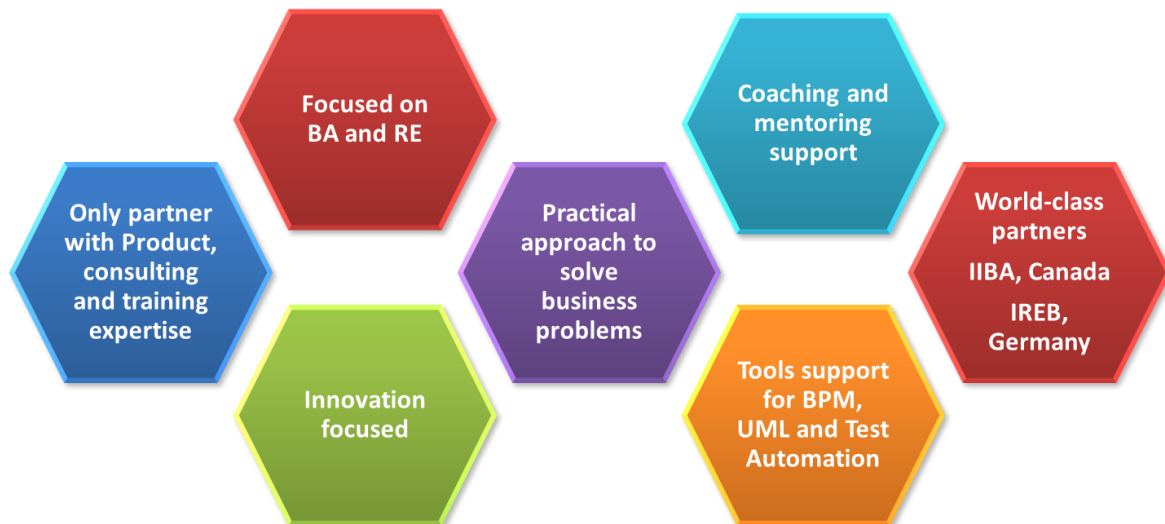 Only partner
with Product,
consulting
and training
expertise
Focused on
BA and RE
Innovation
focused
Practical
approach to
solve
business
problems
Coaching and
mentoring
support
Tools support
for BPM,
UML and Test
Automation
World-class
partners
IIBA, Canada
IREB,
Germany